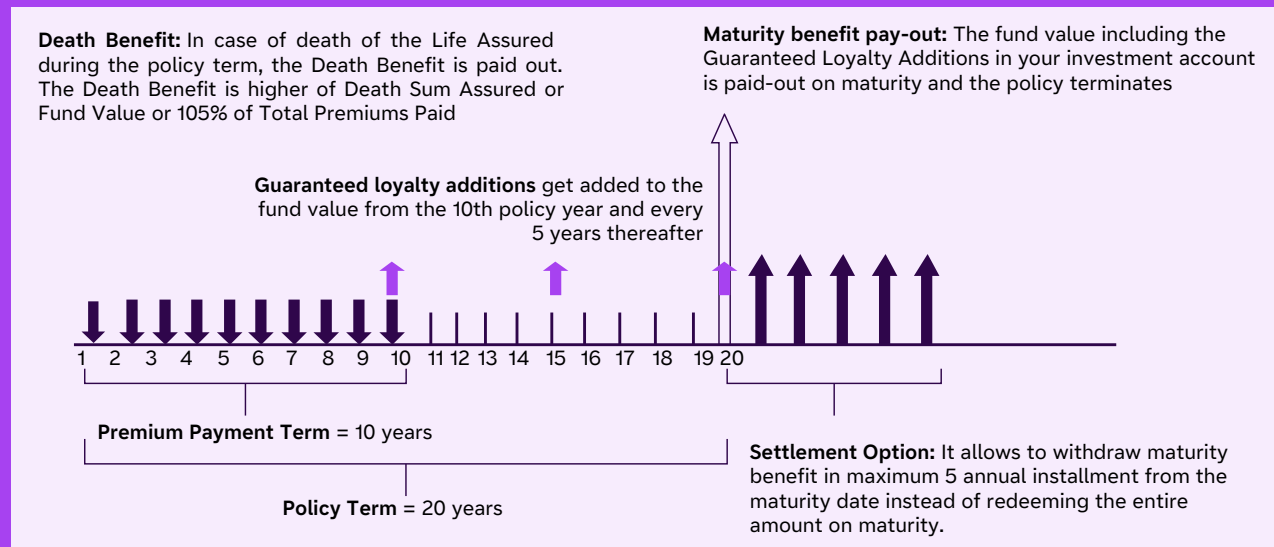 Death Benefit: In case of death of the Life Assured
during the policy term, the Death Benefit is paid out.
The Death Benefit is higher of Death Sum Assured or
Fund Value or 105% of Total Premiums Paid
Maturity benefit pay-out: The fund value including the
Guaranteed Loyalty Additions in your investment account
is paid-out on maturity and the policy terminates
Guaranteed loyalty additions get added to the
fund value from the 10th policy year and every
5 years thereafter
1 2 3 4 5 6 7 8 9 10 11 12 13 14 15 16 17 18 19 20
Premium Payment Term = 10 years
Policy Term = 20 years
Settlement Option: It allows to withdraw maturity
benefit in maximum 5 annual installment from the
maturity date instead of redeeming the entire
amount on maturity.